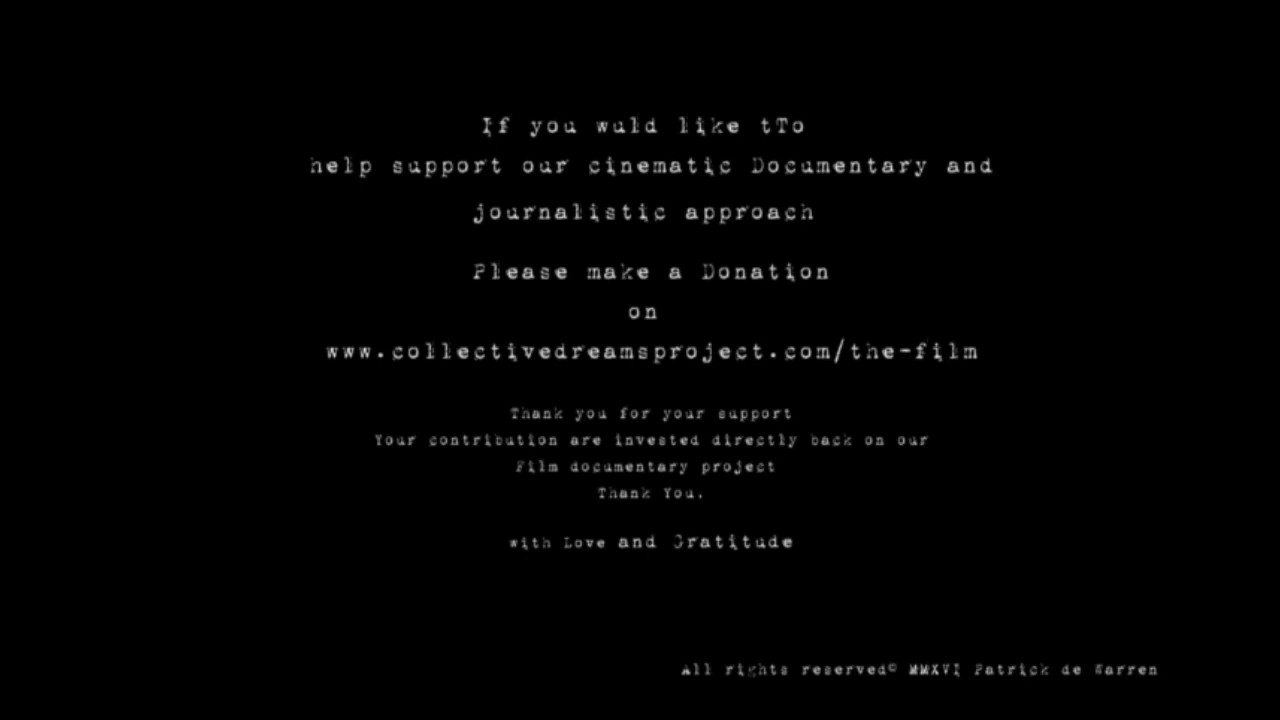 If you wuld like tTo
help support our cinematic Documentary and
journalistic approach
Please make a Donation
on
www.collectivedreamsproject.com/the-film
Thank you for your support
Your contribution are invested directly back on our
Film documentary project
Thank You.
with Love and Gratitude
All rights reserved© MMXVI Patrick de Warren